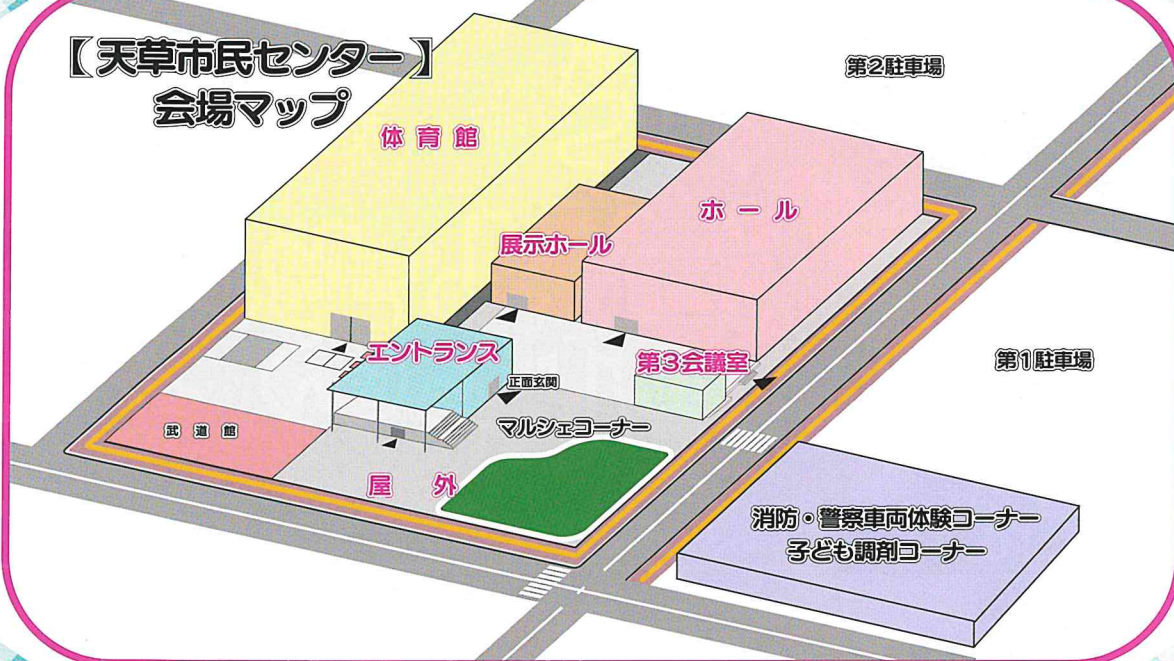 【天草市民センター】
会場マップ
第2駐車場
体育館
ホール
展示ホール
エントランス
第3会議室
第1駐車場
正面玄関
マルシェコーナー
武道館
屋外
消防・警察車両体験コーナー
子ども調剤コーナー